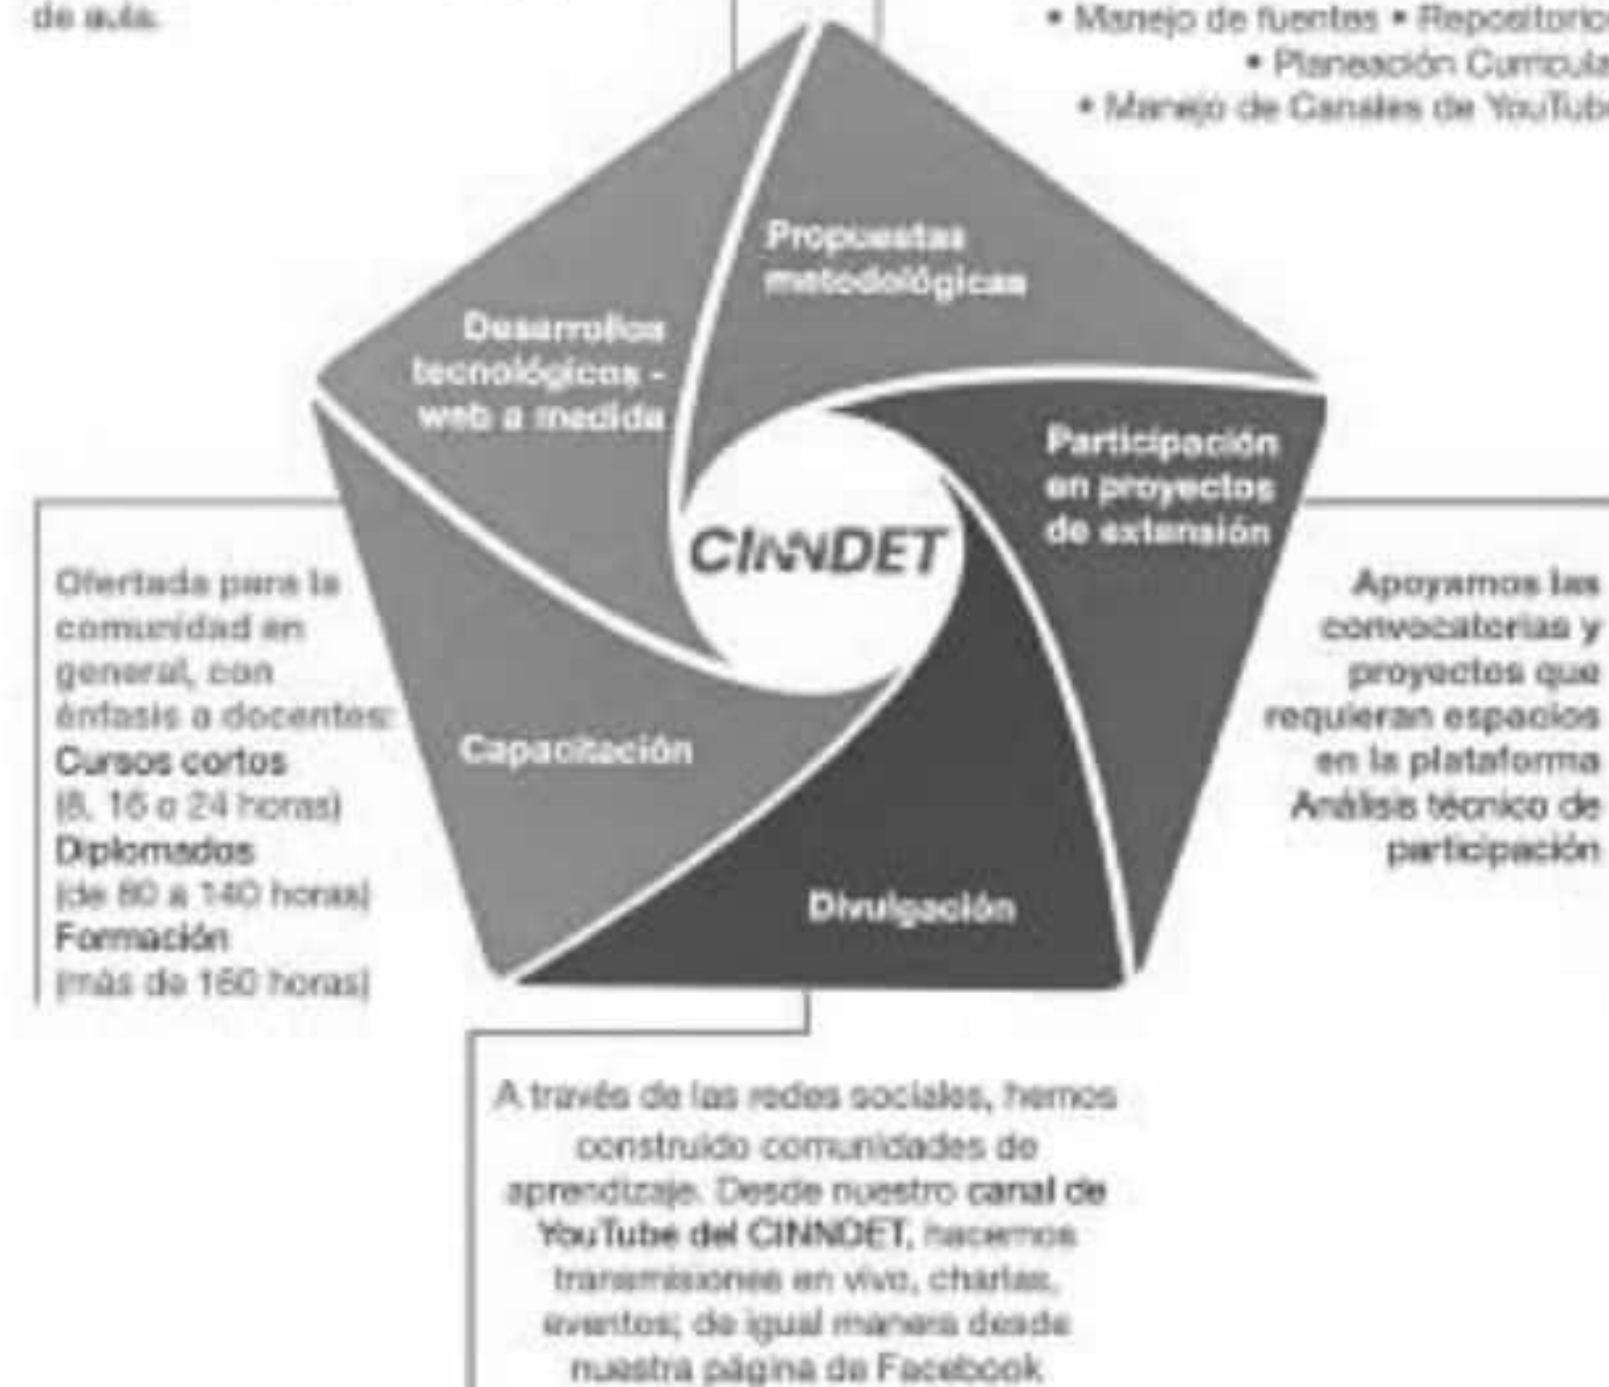 de aula.
• Manejo de fuentes • Repositorio
• Planeación Curricula
• Manejo de Canales de YouTub
Propuestas
metodológicas
Desarrollos
tecnológicos -
web a medida
Participación
en proyectos
de extensión
CINNDET
Capacitación
Divulgación
Ofertada para la
comunidad en
general, con
énfasis a docentes:
Cursos cortos
(8, 16 o 24 horas)
Diplomados
(de 80 a 140 horas)
Formación
(más de 160 horas)
Apoyamos las
convocatorias y
proyectos que
requieran espacios
en la plataforma
Análisis técnico de
participación
A través de las redes sociales, hemos
construido comunidades de
aprendizaje. Desde nuestro canal de
YouTube del CINNDET, hacemos
transmisiones en vivo, charlas,
eventos; de igual manera desde
nuestra página de Facebook